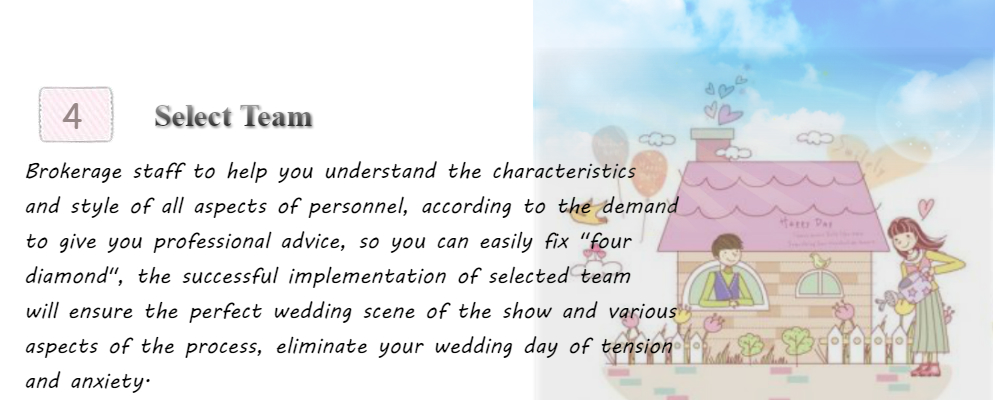 4
Select Team
Brokerage staff to help you understand the characteristics
and style of all aspects of personnel, according to the demand
to give you professional advice, so you can easily fix "four
diamond", the successful implementation of selected team
will ensure the perfect wedding scene of the show and various
aspects of the process, eliminate your wedding day of tension
and anxiety·
Happy Day